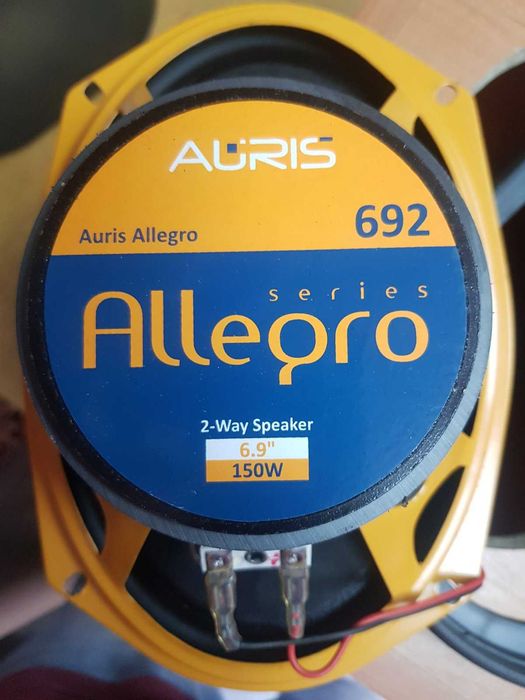 AURIS
Auris Allegro 692
series
Allegro
2-Way Speaker
6.9"
150W